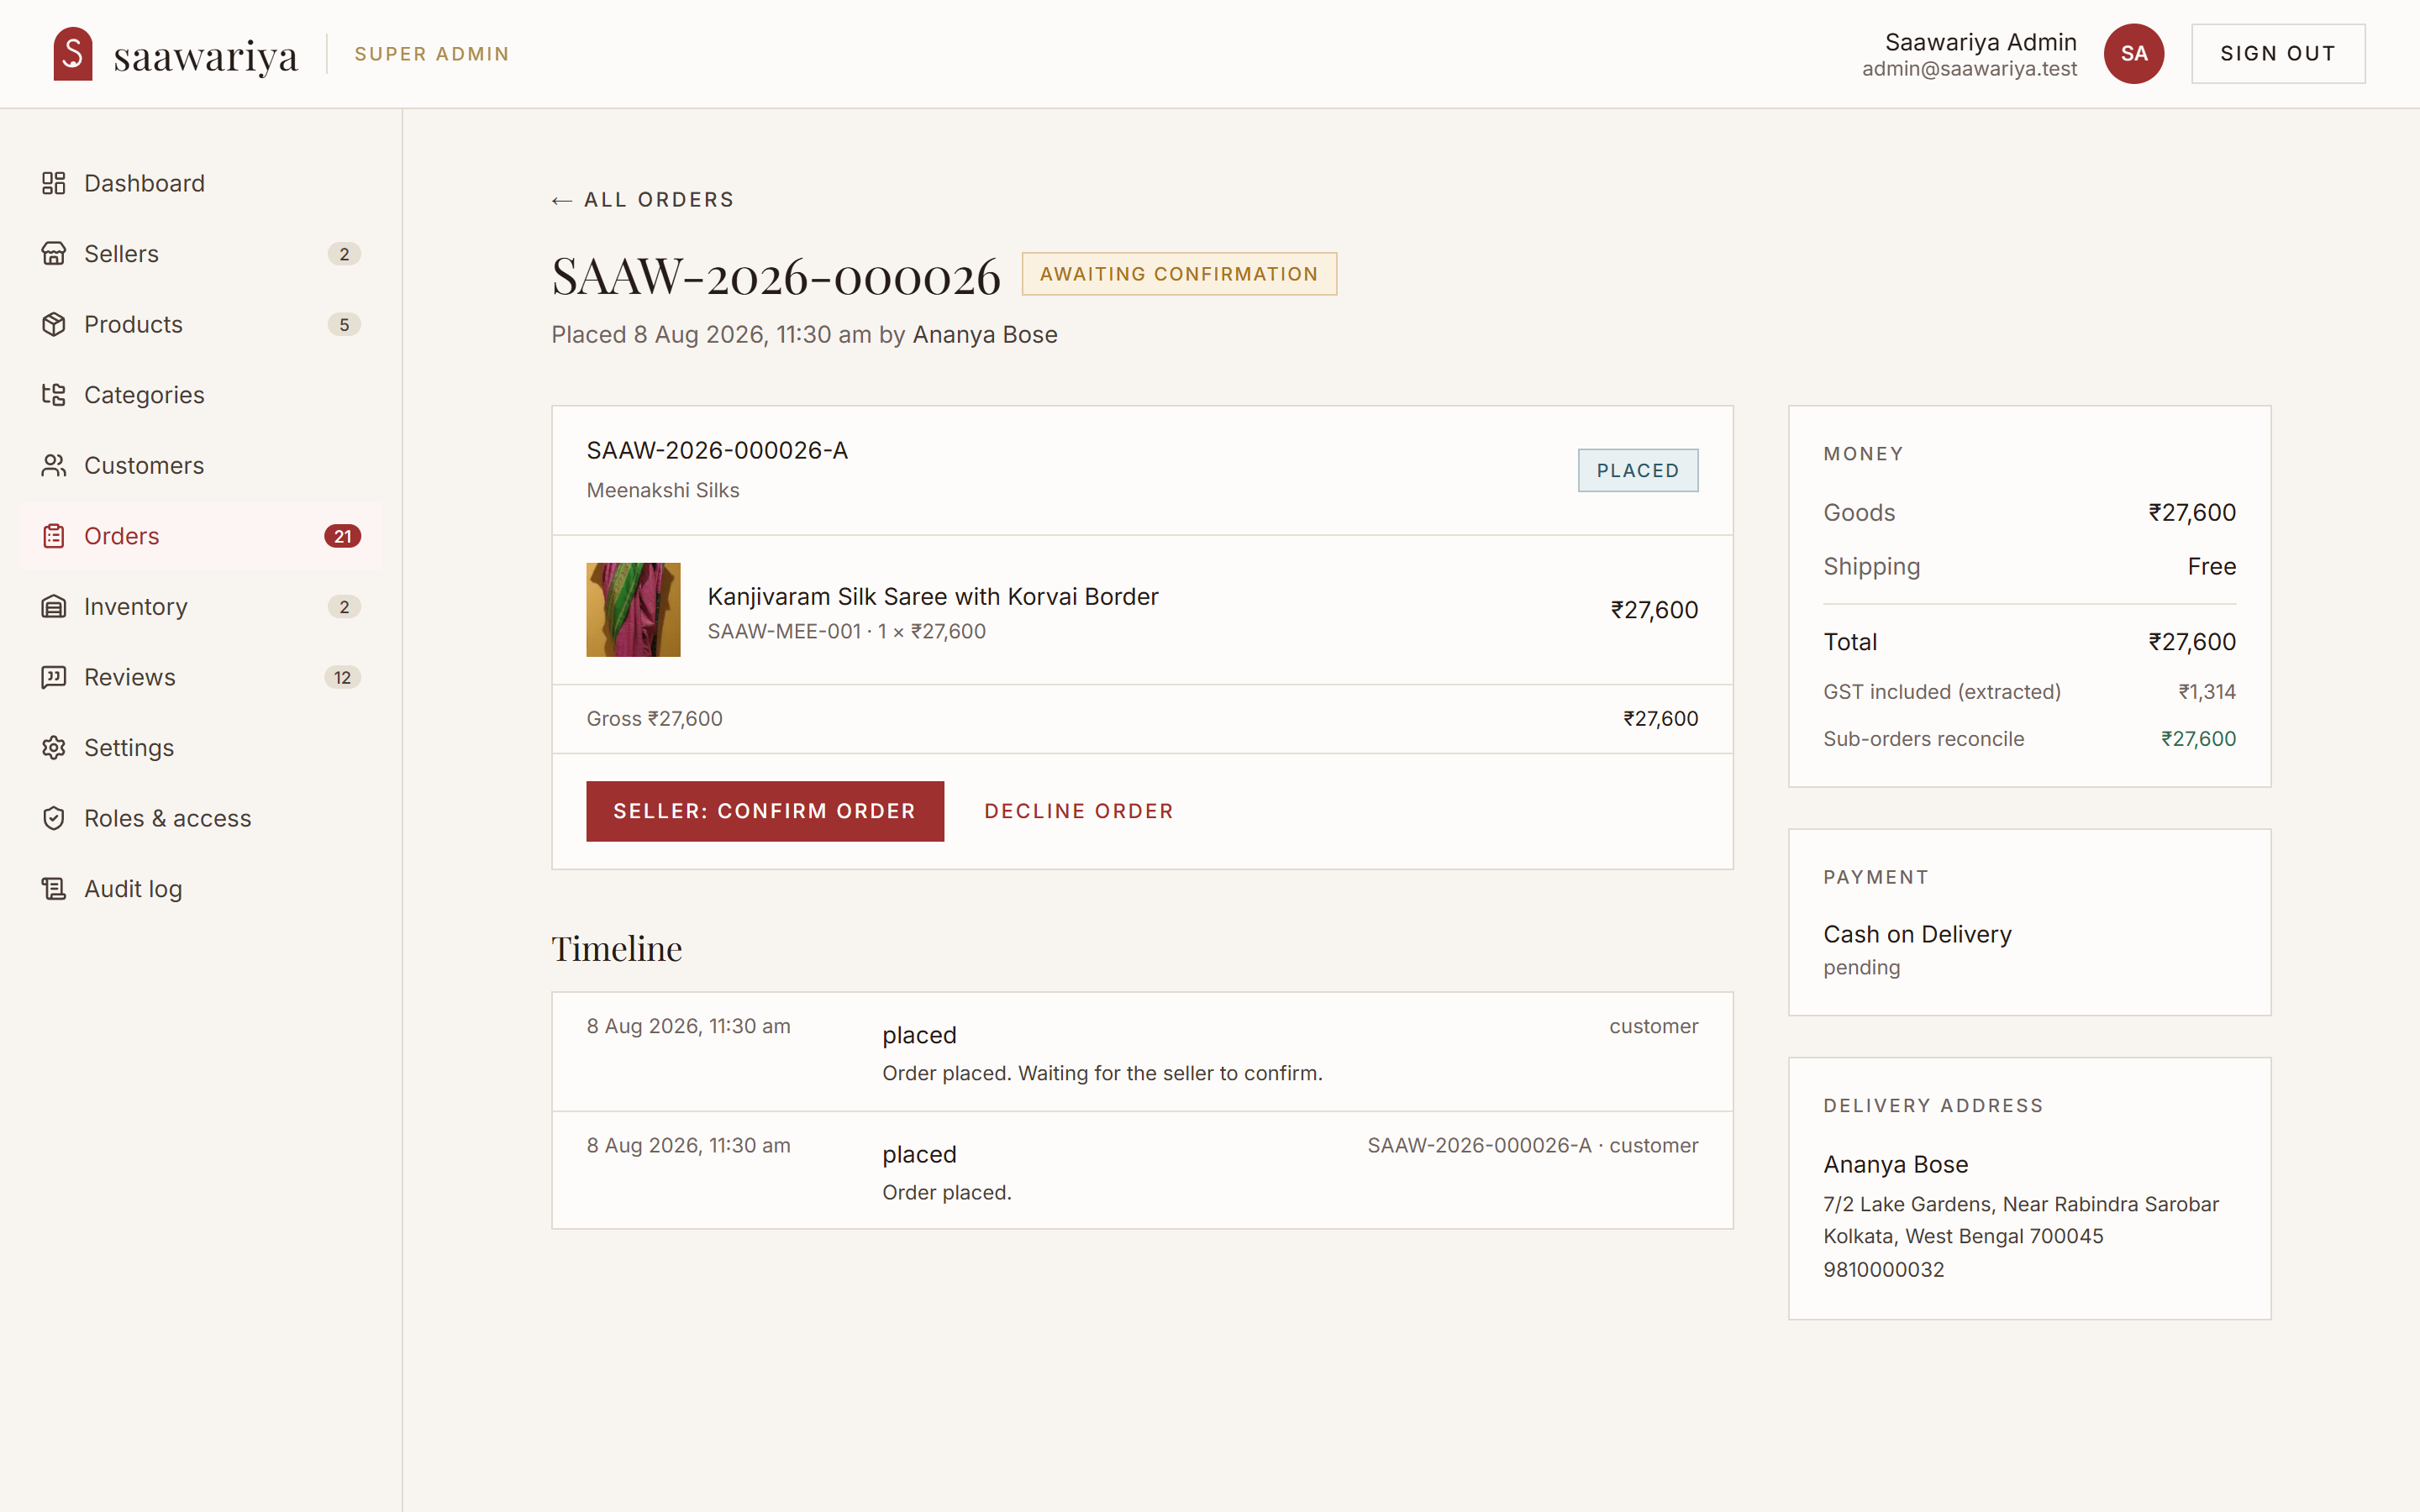 saawariya
SUPER ADMIN
Saawariya Admin
admin@saawariya.test
SA
SIGN OUT
Dashboard
Sellers 2
Products 5
Categories
Customers
Orders 21
Inventory 2
Reviews 12
Settings
Roles & access
Audit log
← ALL ORDERS
SAAW-2026-000026 AWAITING CONFIRMATION
Placed 8 Aug 2026, 11:30 am by Ananya Bose
SAAW-2026-000026-A
Meenakshi Silks
PLACED
Kanjivaram Silk Saree with Korvai Border
SAAW-MEE-001 · 1 × ₹27,600
₹27,600
Gross ₹27,600 ₹27,600
SELLER: CONFIRM ORDER DECLINE ORDER
Timeline
8 Aug 2026, 11:30 am placed customer
Order placed. Waiting for the seller to confirm.
8 Aug 2026, 11:30 am placed SAAW-2026-000026-A · customer
Order placed.
MONEY
Goods ₹27,600
Shipping Free
Total ₹27,600
GST included (extracted) ₹1,314
Sub-orders reconcile ₹27,600
PAYMENT
Cash on Delivery
pending
DELIVERY ADDRESS
Ananya Bose
7/2 Lake Gardens, Near Rabindra Sarobar
Kolkata, West Bengal 700045
9810000032